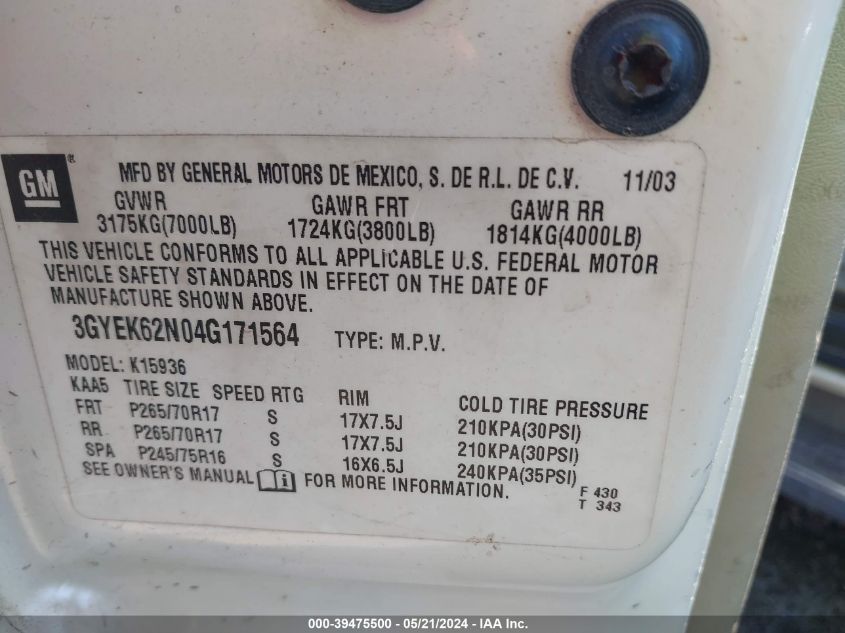 GM®
MFD BY GENERAL MOTORS DE MEXICO, S. DE R.L. DE C.V. 11/03
GVWR GAWR FRT GAWR RR
3175KG(7000LB) 1724KG(3800LB) 1814KG(4000LB)
THIS VEHICLE CONFORMS TO ALL APPLICABLE U.S. FEDERAL MOTOR
VEHICLE SAFETY STANDARDS IN EFFECT ON THE DATE OF
MANUFACTURE SHOWN ABOVE.
3GYEK62N04G171564 TYPE: M.P.V.
MODEL: K15936
KAA5 TIRE SIZE SPEED RTG RIM COLD TIRE PRESSURE
FRT P265/70R17 S 17X7.5J 210KPA(30PSI)
RR P265/70R17 S 17X7.5J 210KPA(30PSI)
SPA P245/75R16 S 16X6.5J 240KPA(35PSI)
SEE OWNER'S MANUAL i FOR MORE INFORMATION.
F 430
T 343
000-39475500 - 05/21/2024 - IAA Inc.